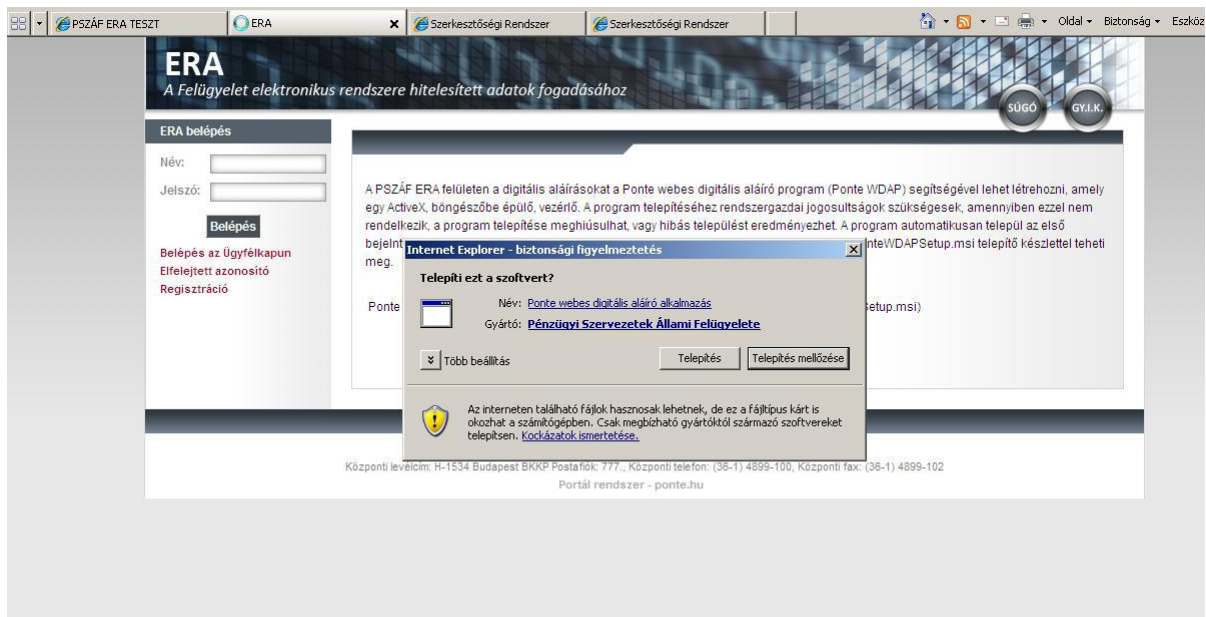 PSZÁF ERA TESZT
ERA
Szerkesztőségi Rendszer
Szerkesztőségi Rendszer
Oldal
Biztonság
Eszköz
ERA
A Felügyelet elektronikus rendszere hitelesített adatok fogadásához
SÚGÓ
GY.I.K.
ERA belépés
Név:
Jelszó:
Belépés
Belépés az Ügyfélkapun
Elfelejtett azonosító
Regisztráció
A PSZÁF ERA felületen a digitális aláírásokat a Ponte webes digitális aláíró program (Ponte WDAP) segítségével lehet létrehozni, amely
egy ActiveX, böngészőbe épülő, vezérlő. A program telepítéséhez rendszergazdai jogosultságok szükségesek, amennyiben ezzel nem
rendelkezik, a program telepítése meghiúsulhat, vagy hibás települést eredményezhet. A program automatikusan települ az első
bejelent nteWDAPSetup.msi telepítő készlettel teheti
meg.
Ponte etup.msi)
Internet Explorer - biztonsági figyelmeztetés
Telepíti ezt a szoftvert?
Név: Ponte webes digitális aláíró alkalmazás
Gyártó: Pénzügyi Szervezetek Állami Felügyelete
Több beállítás
Telepítés
Telepítés mellőzése
Az interneten található fájlok hasznosak lehetnek, de ez a fájltípus kárt is
okozhat a számítógépben. Csak megbízható gyártóktól származó szoftvereket
telepítsen. Kockázatok ismertetése.
Központi levélcím: H-1534 Budapest BKKP Postafiók: 777., Központi telefon: (36-1) 4899-100, Központi fax: (36-1) 4899-102
Portál rendszer - ponte.hu